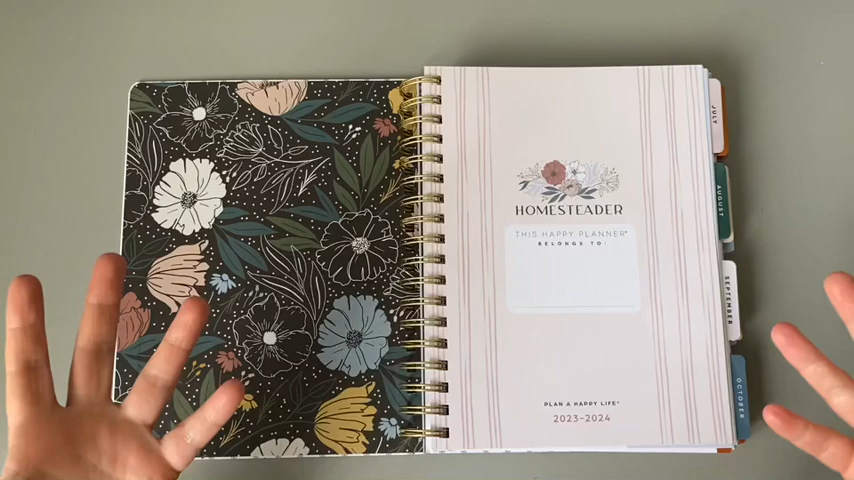 HOMESTEADER
THIS HAPPY PLANNER®
BELONGS TO:
PLAN A HAPPY LIFE®
2023-2024
JULY
AUGUST
SEPTEMBER
OCTOBER